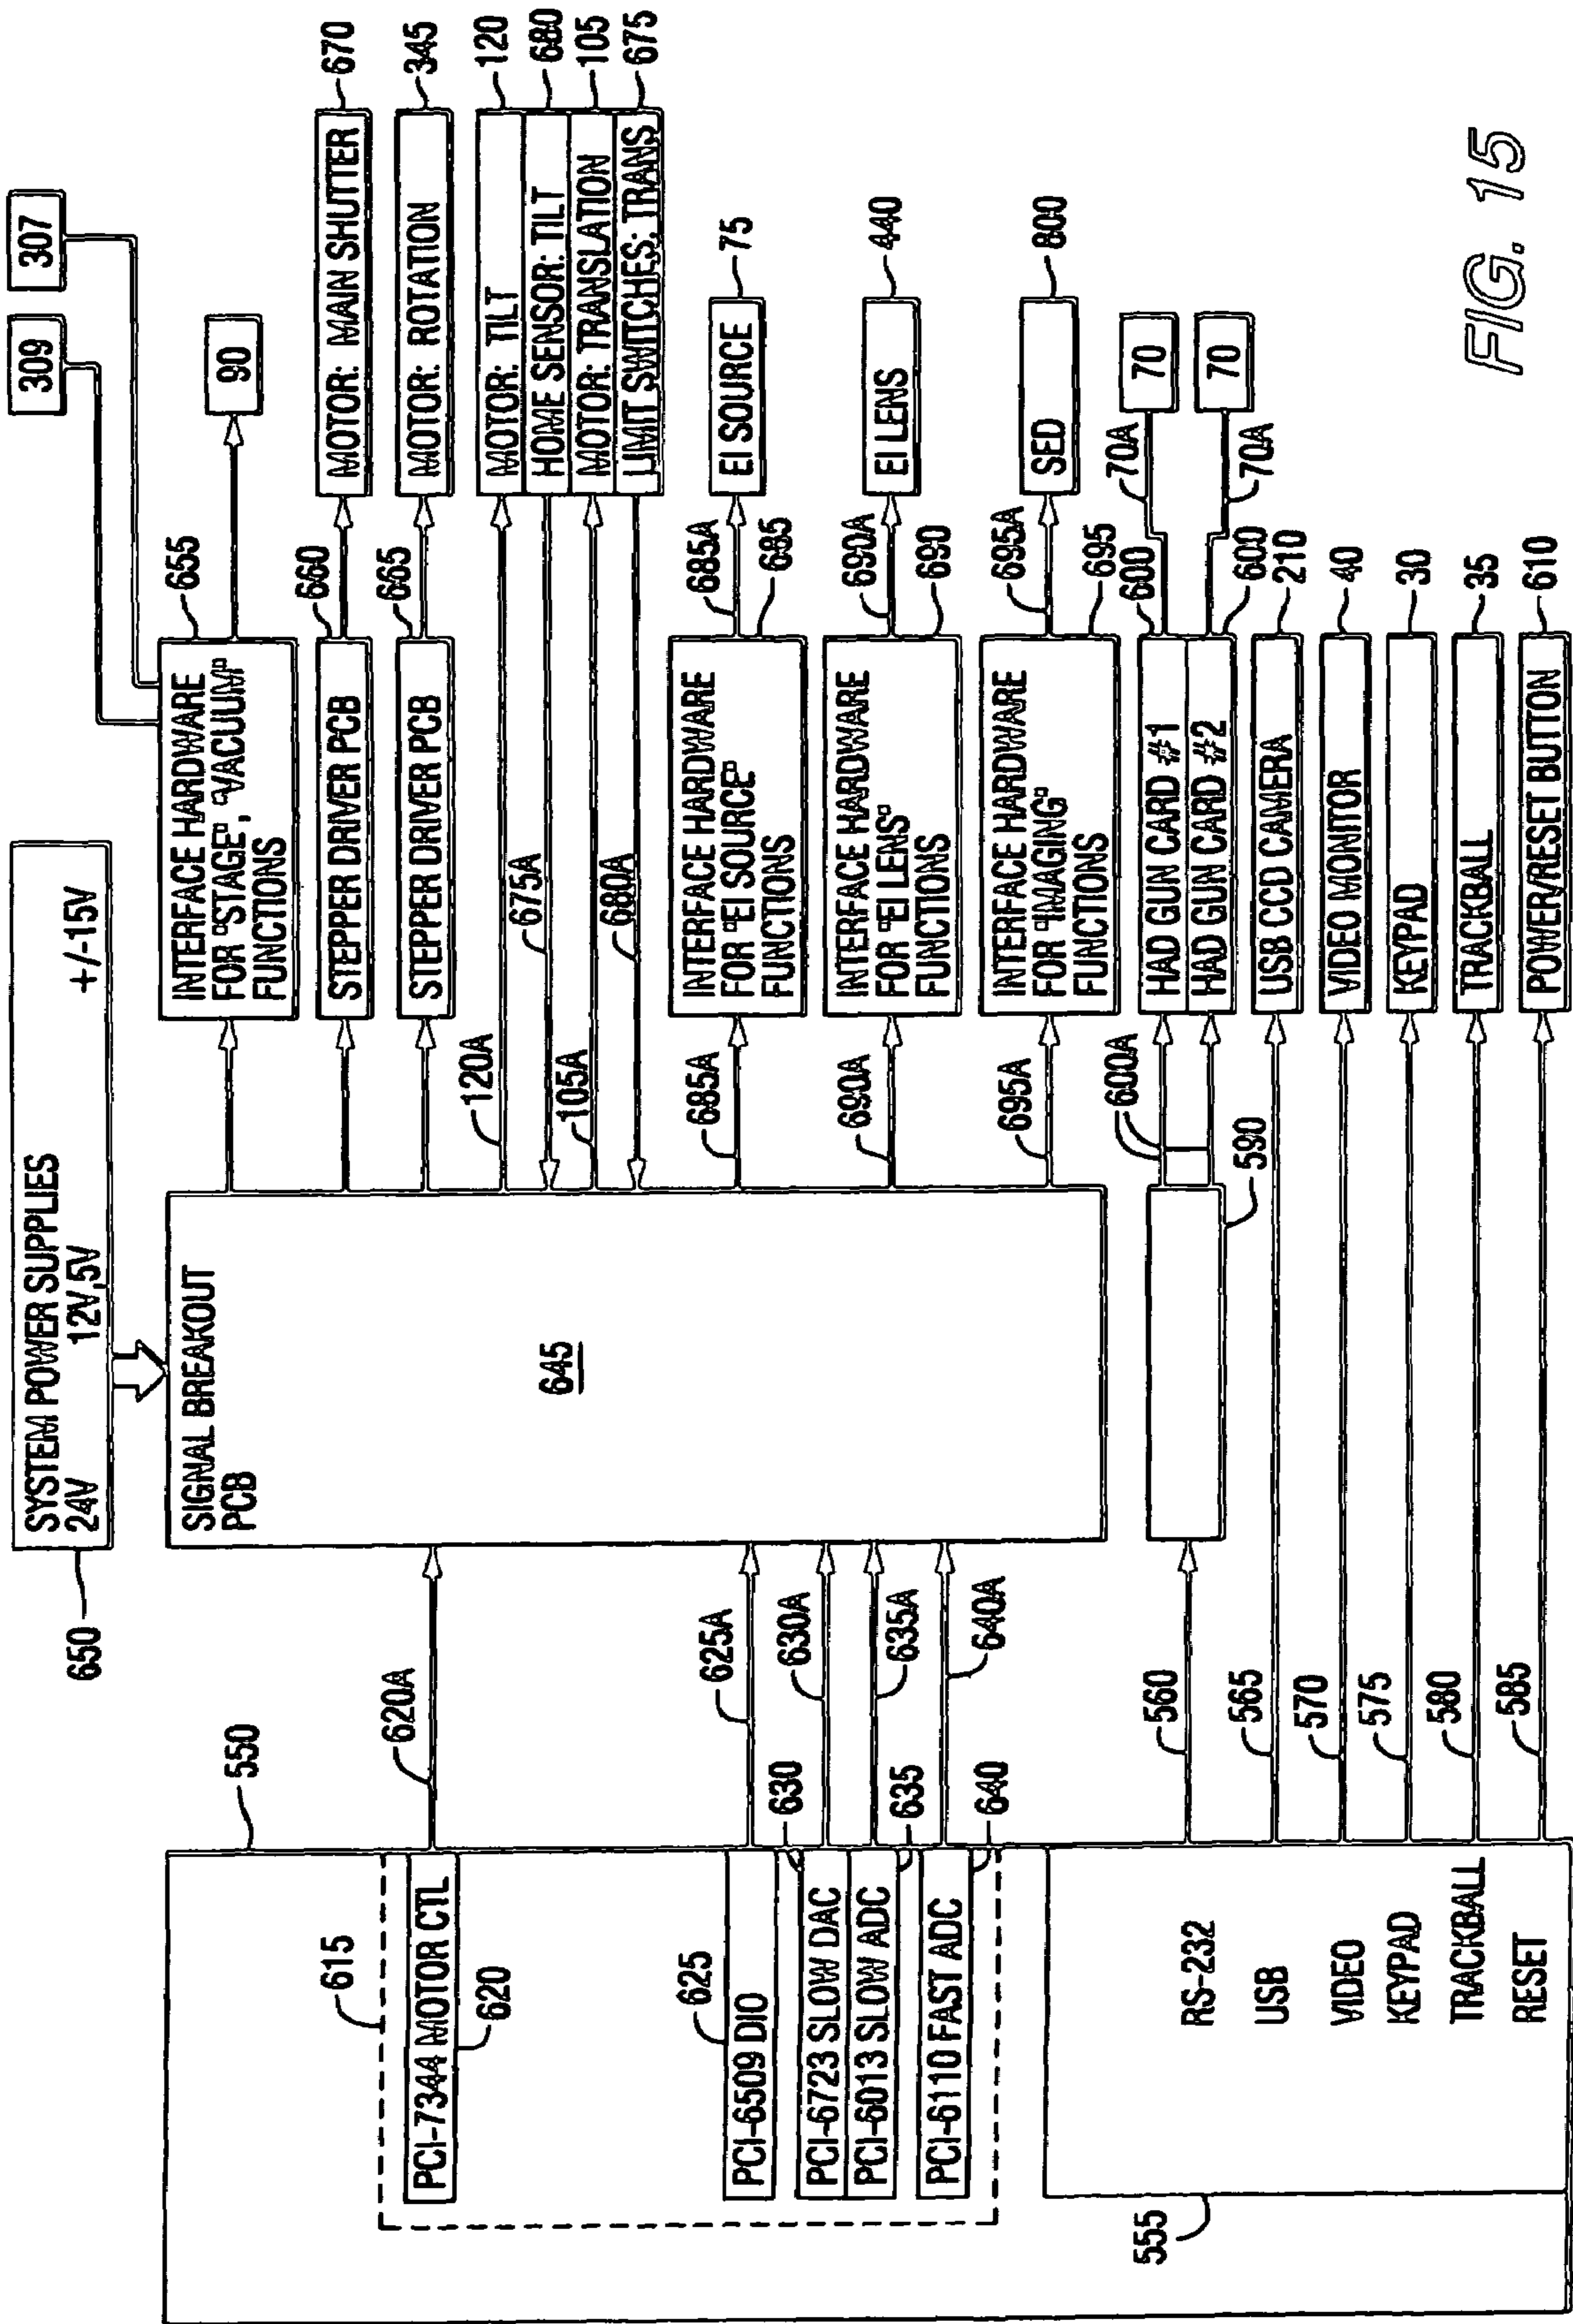 650
SYSTEM POWER SUPPLIES
24V 12V,5V +/-15V
309
307
550
615
PCI-7344 MOTOR CTL
620
620A
625
PCI-6509 DIO
625A
630
PCI-6723 SLOW DAC
630A
PCI-6013 SLOW ADC
635
635A
PCI-6110 FAST ADC
640
640A
555
RS-232
USB
VIDEO
KEYPAD
TRACKBALL
RESET
560
565
570
575
580
585
SIGNAL BREAKOUT
PCB
645
590
600A
120A
675A
105A
680A
685A
690A
695A
INTERFACE HARDWARE
FOR "STAGE", "VACUUM"
FUNCTIONS
655
90
STEPPER DRIVER PCB
660
STEPPER DRIVER PCB
665
MOTOR: MAIN SHUTTER
670
MOTOR: ROTATION
345
MOTOR: TILT
120
HOME SENSOR: TILT
680
MOTOR: TRANSLATION
105
LIMIT SWITCHES: TRANS
675
INTERFACE HARDWARE
FOR "EI SOURCE"
FUNCTIONS
685A
685
EI SOURCE
75
INTERFACE HARDWARE
FOR "EI LENS"
FUNCTIONS
690A
690
EI LENS
440
INTERFACE HARDWARE
FOR "IMAGING"
FUNCTIONS
695A
695
SED
800
HAD GUN CARD #1
600
70A
70
HAD GUN CARD #2
600
70A
70
USB CCD CAMERA
210
VIDEO MONITOR
40
KEYPAD
30
TRACKBALL
35
POWER/RESET BUTTON
610
FIG. 15